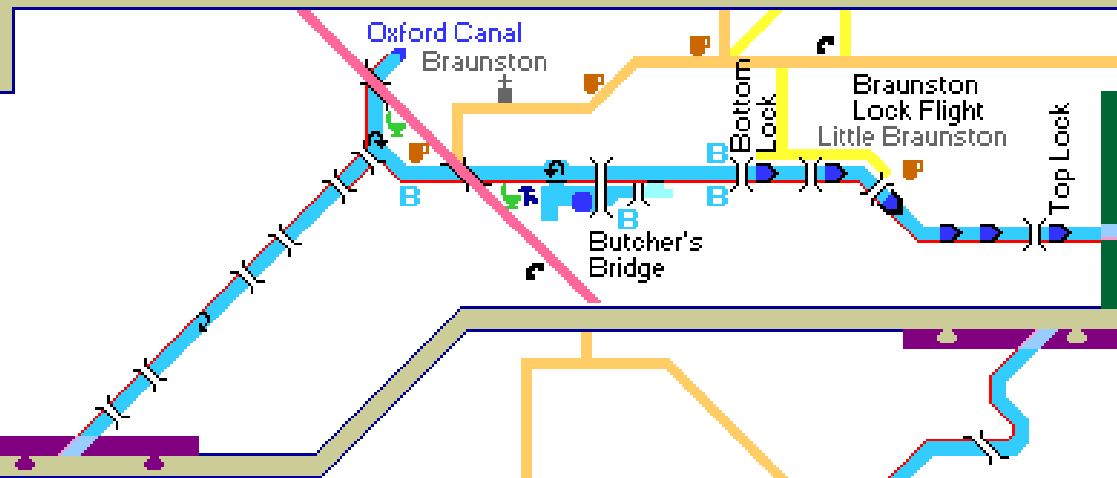 Oxford Canal
Braunston
Bottom
Lock
Braunston
Lock Flight
Little Braunston
Top Lock
B
B
B
B
Butcher's
Bridge